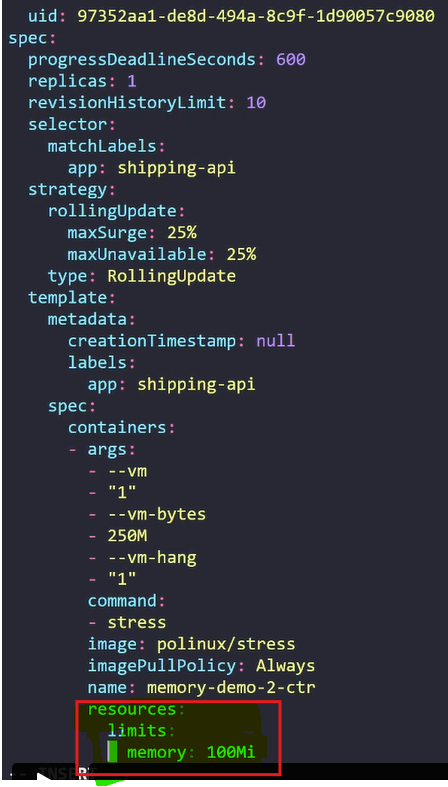 uid: 97352aa1-de8d-494a-8c9f-1d90057c9080
spec:
progressDeadlineSeconds: 600
replicas: 1
revisionHistoryLimit: 10
selector:
matchLabels:
app: shipping-api
strategy:
rollingUpdate:
maxSurge: 25%
maxUnavailable: 25%
type: RollingUpdate
template:
metadata:
creationTimestamp: null
labels:
app: shipping-api
spec:
containers:
- args:
- --vm
- "1"
- --vm-bytes
- 250M
- --vm-hang
- "1"
command:
- stress
image: polinux/stress
imagePullPolicy: Always
name: memory-demo-2-ctr
resources:
limits:
memory: 100Mi